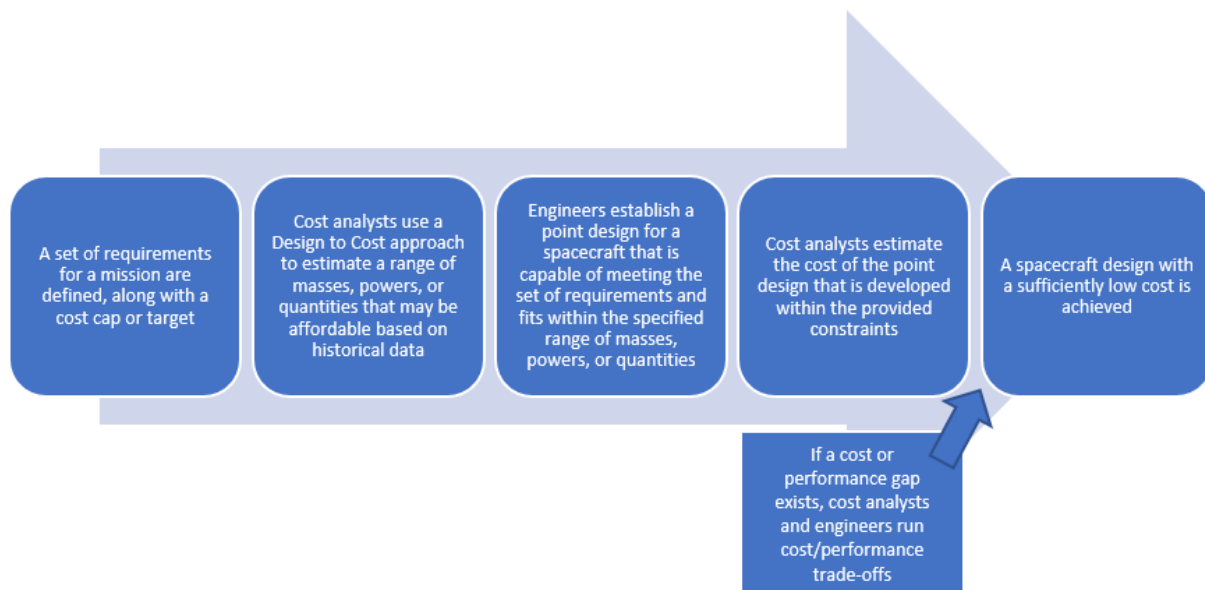 A set of requirements
for a mission are
defined, along with a
cost cap or target
Cost analysts use a
Design to Cost approach
to estimate a range of
masses, powers, or
quantities that may be
affordable based on
historical data
Engineers establish a
point design for a
spacecraft that is
capable of meeting the
set of requirements and
fits within the specified
range of masses,
powers, or quantities
Cost analysts estimate
the cost of the point
design that is developed
within the provided
constraints
A spacecraft design with
a sufficiently low cost is
achieved
If a cost or
performance gap
exists, cost analysts
and engineers run
cost/performance
trade-offs